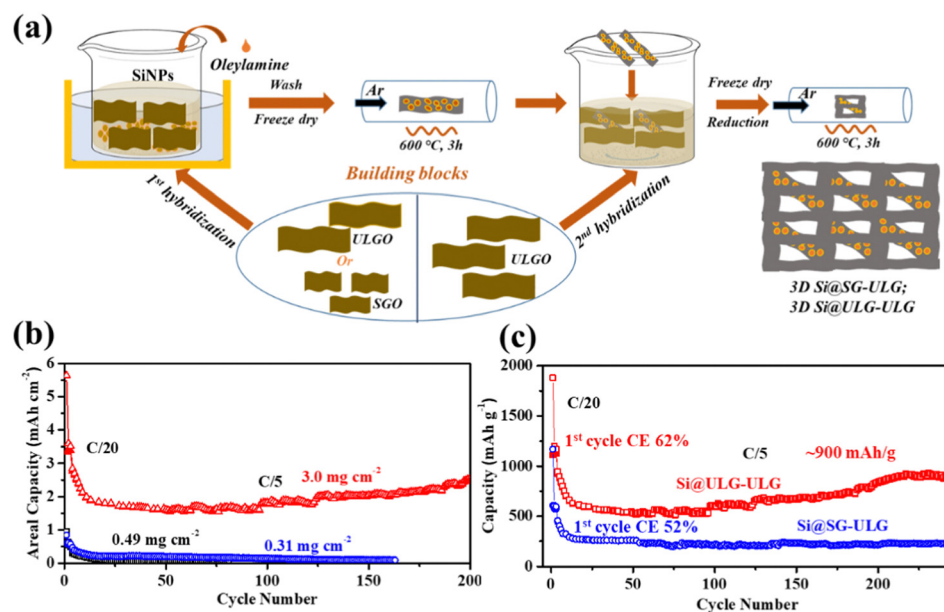 (a)
Oleylamine
SiNPs
Wash
Freeze dry
Ar
600 °C, 3h
Freeze dry
Reduction
Ar
600 °C, 3h
1st hybridization
Building blocks
2nd hybridization
ULGO
Or
SGO
ULGO
3D Si@SG-ULG;
3D Si@ULG-ULG
(b)
Areal Capacity (mAh cm-2)
6
5
4
3
2
1
0
C/20
C/5
3.0 mg cm-2
0.49 mg cm-2
0.31 mg cm-2
0 50 100 150 200
Cycle Number
(c)
Capacity (mAh g-1)
2000
1750
1500
1250
1000
750
500
250
0
C/20
1st cycle CE 62%
C/5
~900 mAh/g
Si@ULG-ULG
1st cycle CE 52%
Si@SG-ULG
0 50 100 150 200
Cycle Number